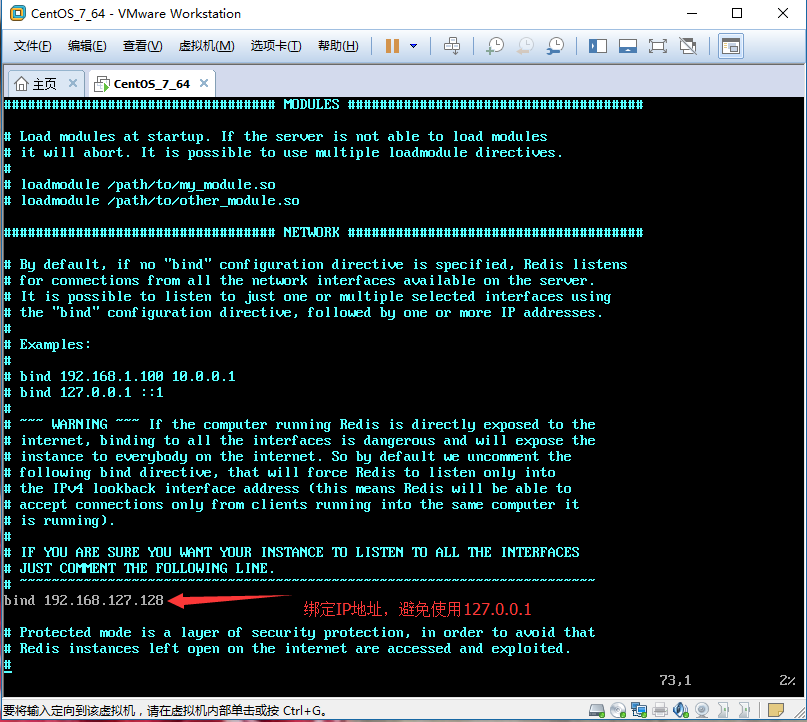 CentOS_7_64 - VMware Workstation
文件(F) 编辑(E) 查看(V) 虚拟机(M) 选项卡(T) 帮助(H)
主页 CentOS_7_64
################################## MODULES #####################################
# Load modules at startup. If the server is not able to load modules
# it will abort. It is possible to use multiple loadmodule directives.
#
# loadmodule /path/to/my_module.so
# loadmodule /path/to/other_module.so
################################## NETWORK #####################################
# By default, if no "bind" configuration directive is specified, Redis listens
# for connections from all the network interfaces available on the server.
# It is possible to listen to just one or multiple selected interfaces using
# the "bind" configuration directive, followed by one or more IP addresses.
#
# Examples:
#
# bind 192.168.1.100 10.0.0.1
# bind 127.0.0.1 ::1
#
# ~~~ WARNING ~~~ If the computer running Redis is directly exposed to the
# internet, binding to all the interfaces is dangerous and will expose the
# instance to everybody on the internet. So by default we uncomment the
# following bind directive, that will force Redis to listen only into
# the IPv4 lookback interface address (this means Redis will be able to
# accept connections only from clients running into the same computer it
# is running).
#
# IF YOU ARE SURE YOU WANT YOUR INSTANCE TO LISTEN TO ALL THE INTERFACES
# JUST COMMENT THE FOLLOWING LINE.
# ~~~~~~~~~~~~~~~~~~~~~~~~~~~~~~~~~~~~~~~~~~~~~~~~~~~~~~~~~~~~~~~~~~~~~~~~
bind 192.168.127.128 绑定IP地址，避免使用127.0.0.1
# Protected mode is a layer of security protection, in order to avoid that
# Redis instances left open on the internet are accessed and exploited.
#
73,1 2%
要将输入定向到该虚拟机，请在虚拟机内部单击或按 Ctrl+G。